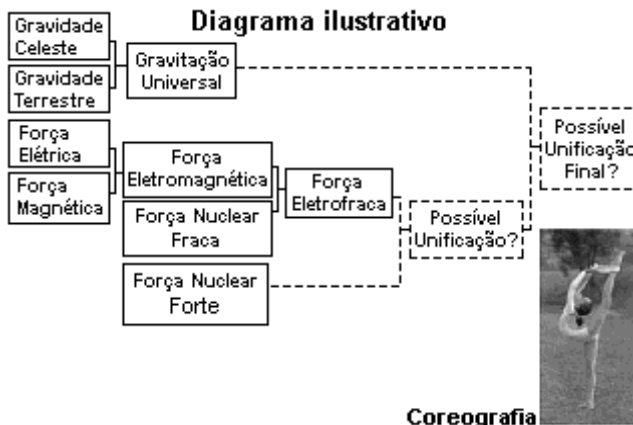 Diagrama ilustrativo
Gravidade
Celeste
Gravidade
Terrestre
Gravitação
Universal
Força
Elétrica
Força
Magnética
Força
Eletromagnética
Força Nuclear
Fraca
Força
Eletrofraca
Força Nuclear
Forte
Possível
Unificação?
Possível
Unificação
Final?
Coreografia